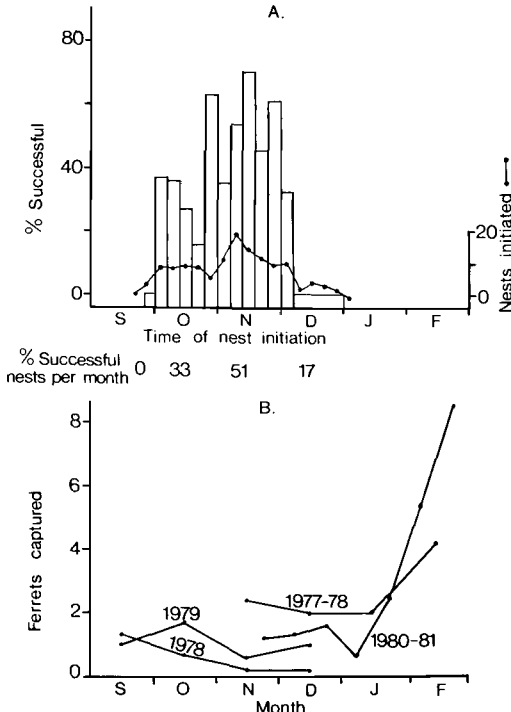 A.
80
40
0
% Successful
20
0
Nests initiated
S O N D J F
Time of nest initiation
% Successful
nests per month 0 33 51 17
B.
8
6
4
2
0
Ferrets captured
1979
1978
1977-78
1980-81
S O N D J F
Month